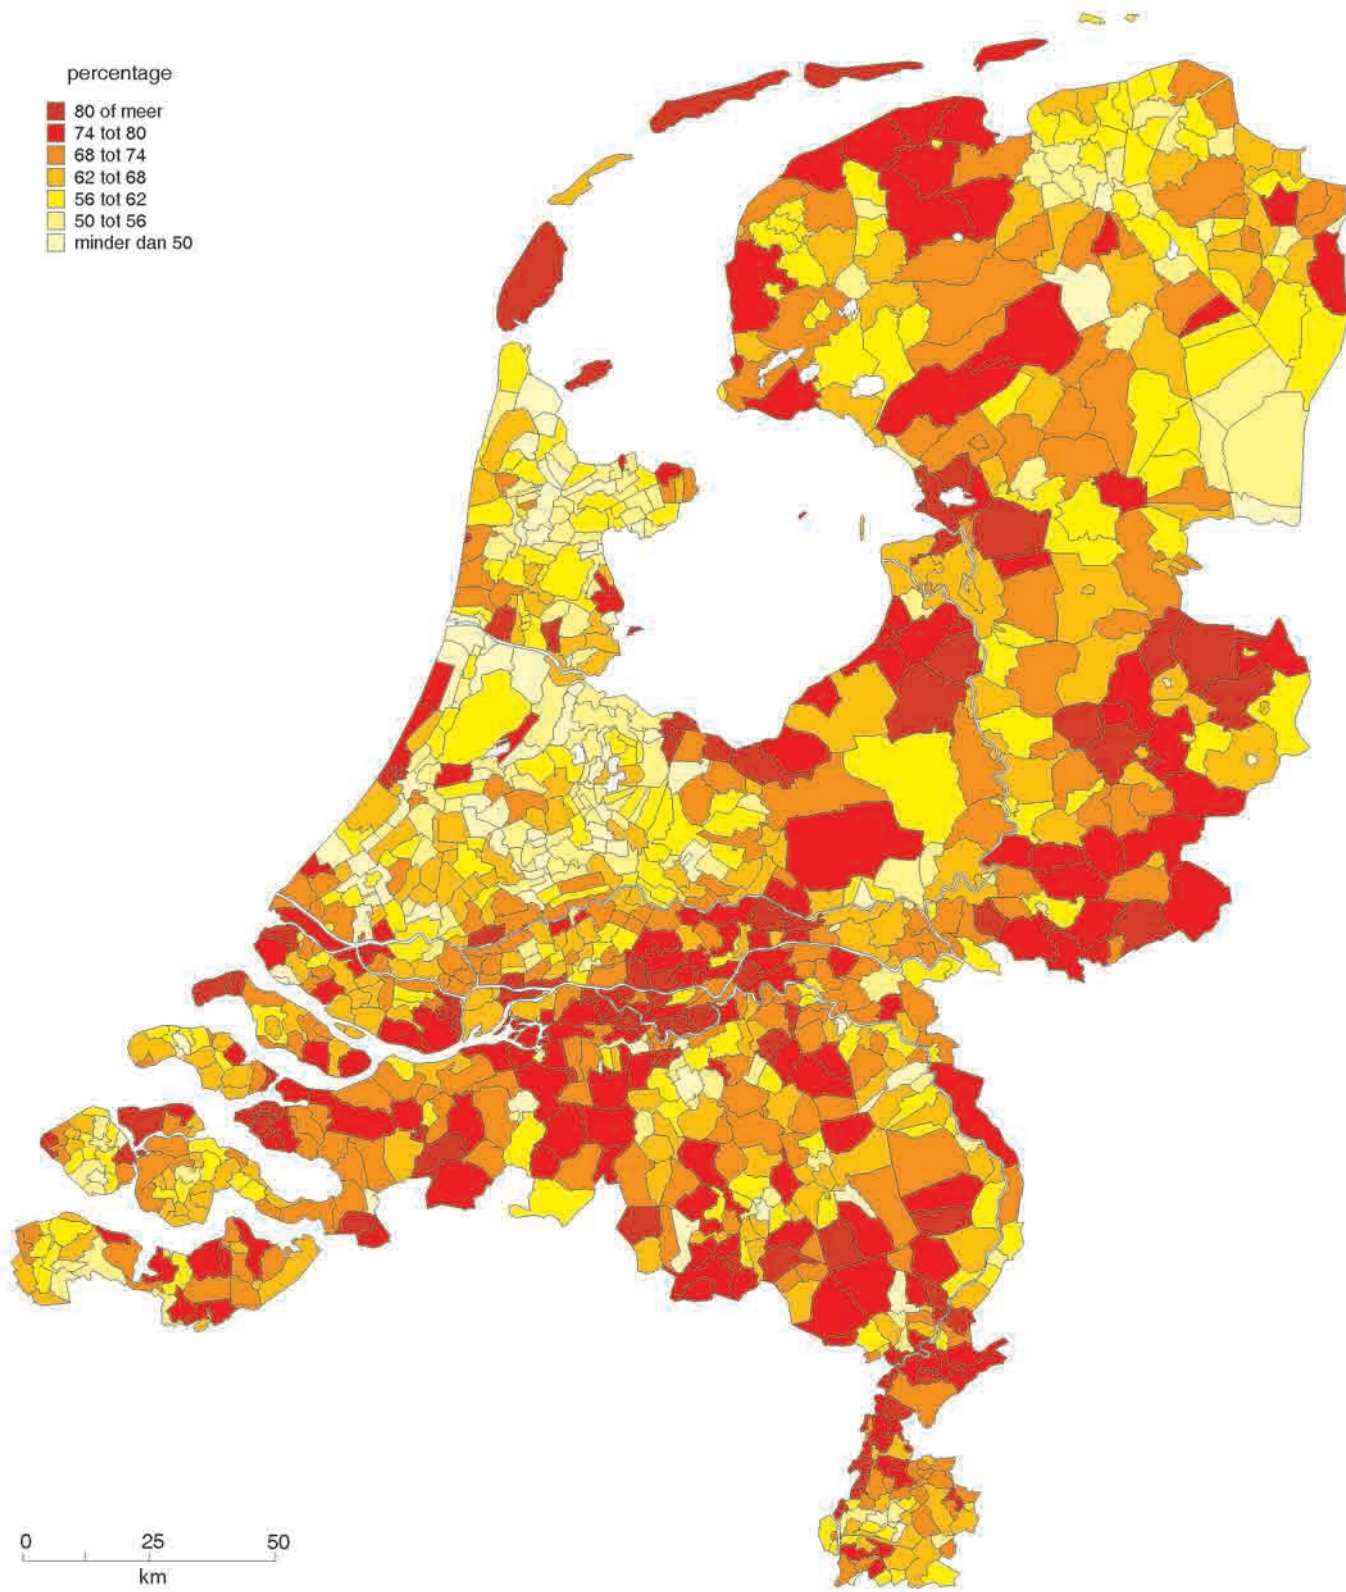 percentage
80 of meer
74 tot 80
68 tot 74
62 tot 68
56 tot 62
50 tot 56
minder dan 50
0 25 50
km